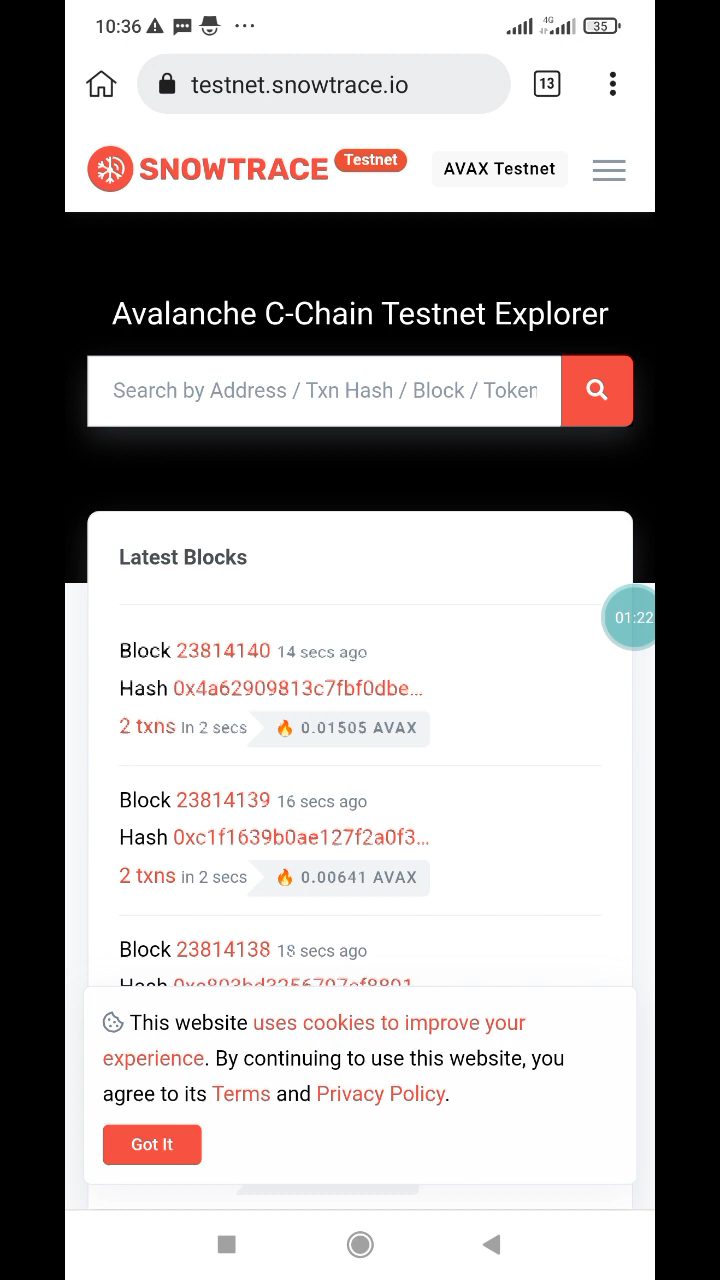 10:36
4G
35
testnet.snowtrace.io
13
SNOWTRACE Testnet
AVAX Testnet
Avalanche C-Chain Testnet Explorer
Search by Address / Txn Hash / Block / Token
Latest Blocks
01:22
Block 23814140 14 secs ago
Hash 0x4a62909813c7fbf0dbe...
2 txns in 2 secs 0.01505 AVAX
Block 23814139 16 secs ago
Hash 0xc1f1639b0ae127f2a0f3...
2 txns in 2 secs 0.00641 AVAX
Block 23814138 18 secs ago
Hash
This website uses cookies to improve your
experience. By continuing to use this website, you
agree to its Terms and Privacy Policy.
Got It